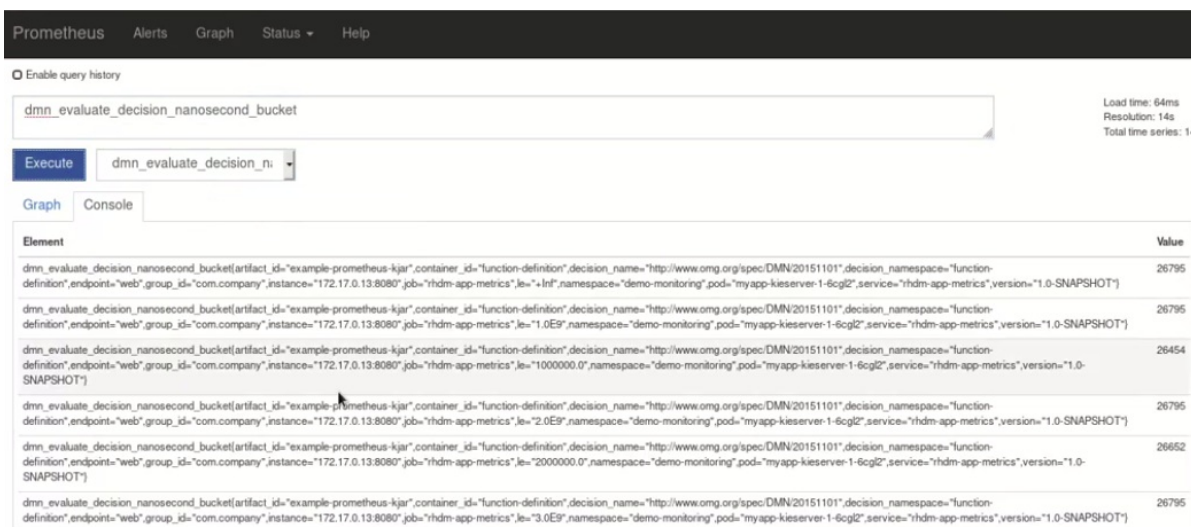 Prometheus Alerts Graph Status Help
Enable query history
dmn_evaluate_decision_nanosecond_bucket
Load time: 64ms
Resolution: 14s
Total time series:
Execute dmn_evaluate_decision_n
Graph Console
Element Value
dmn_evaluate_decision_nanosecond_bucket{artifact_id="example-prometheus-kjar",container_id="function-definition",decision_name="http://www.omg.org/spec/DMN/20151101",decision_namespace="function- 26795
definition",endpoint="web",group_id="com.company",instance="172.17.0.13:8080",job="rhdm-app-metrics",le="+Inf",namespace="demo-monitoring",pod="myapp-kieserver-1-6cgl2",service="rhdm-app-metrics",version="1.0-SNAPSHOT"}
dmn_evaluate_decision_nanosecond_bucket{artifact_id="example-prometheus-kjar",container_id="function-definition",decision_name="http://www.omg.org/spec/DMN/20151101",decision_namespace="function- 26795
definition",endpoint="web",group_id="com.company",instance="172.17.0.13:8080",job="rhdm-app-metrics",le="1.0E9",namespace="demo-monitoring",pod="myapp-kieserver-1-6cgl2",service="rhdm-app-metrics",version="1.0-SNAPSHOT"}
dmn_evaluate_decision_nanosecond_bucket{artifact_id="example-prometheus-kjar",container_id="function-definition",decision_name="http://www.omg.org/spec/DMN/20151101",decision_namespace="function- 26454
definition",endpoint="web",group_id="com.company",instance="172.17.0.13:8080",job="rhdm-app-metrics",le="1000000.0",namespace="demo-monitoring",pod="myapp-kieserver-1-6cgl2",service="rhdm-app-metrics",version="1.0-
SNAPSHOT"}
dmn_evaluate_decision_nanosecond_bucket{artifact_id="example-prometheus-kjar",container_id="function-definition",decision_name="http://www.omg.org/spec/DMN/20151101",decision_namespace="function- 26795
definition",endpoint="web",group_id="com.company",instance="172.17.0.13:8080",job="rhdm-app-metrics",le="2.0E9",namespace="demo-monitoring",pod="myapp-kieserver-1-6cgl2",service="rhdm-app-metrics",version="1.0-SNAPSHOT"}
dmn_evaluate_decision_nanosecond_bucket{artifact_id="example-prometheus-kjar",container_id="function-definition",decision_name="http://www.omg.org/spec/DMN/20151101",decision_namespace="function- 26652
definition",endpoint="web",group_id="com.company",instance="172.17.0.13:8080",job="rhdm-app-metrics",le="2000000.0",namespace="demo-monitoring",pod="myapp-kieserver-1-6cgl2",service="rhdm-app-metrics",version="1.0-
SNAPSHOT"}
dmn_evaluate_decision_nanosecond_bucket{artifact_id="example-prometheus-kjar",container_id="function-definition",decision_name="http://www.omg.org/spec/DMN/20151101",decision_namespace="function- 26795
definition",endpoint="web",group_id="com.company",instance="172.17.0.13:8080",job="rhdm-app-metrics",le="3.0E9",namespace="demo-monitoring",pod="myapp-kieserver-1-6cgl2",service="rhdm-app-metrics",version="1.0-SNAPSHOT"}